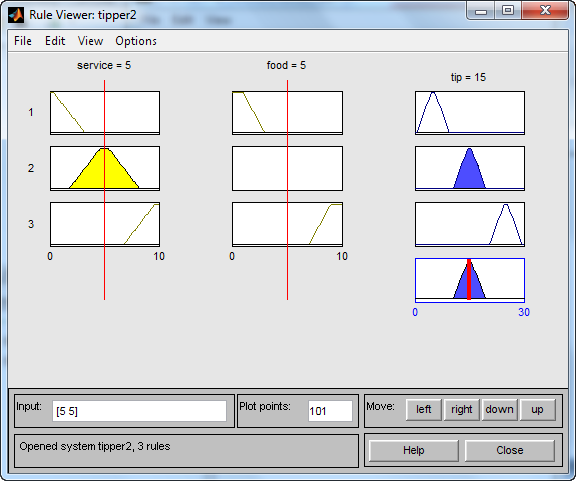 Rule Viewer: tipper2
File Edit View Options
service = 5 food = 5 tip = 15
1
2
3
0 10 0 10
0 30
Input: [5 5] Plot points: 101 Move: left right down up
Opened system tipper2, 3 rules Help Close